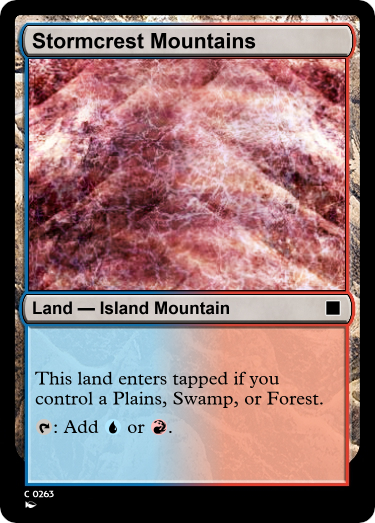 Stormcrest Mountains
Land — Island Mountain
This land enters tapped if you
control a Plains, Swamp, or Forest.
: Add or .
C 0263